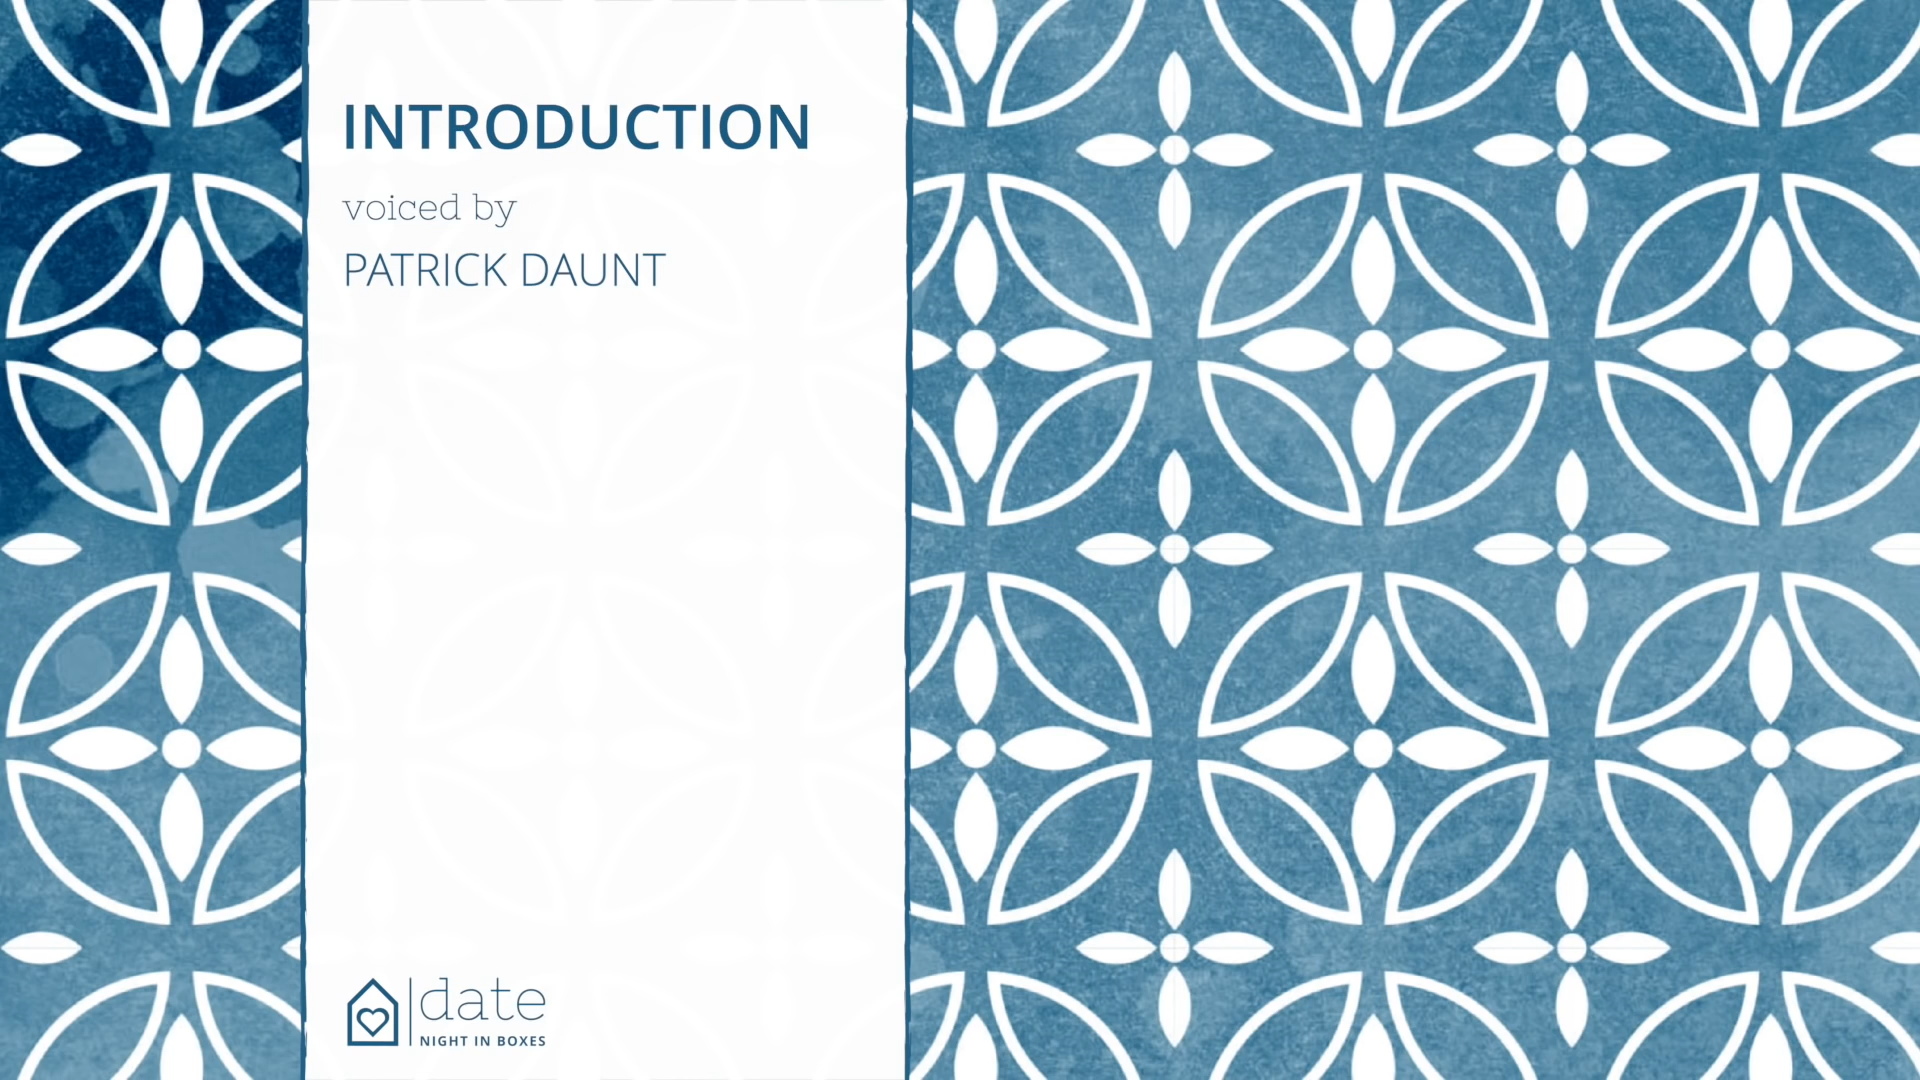 INTRODUCTION
voiced by
PATRICK DAUNT
date
NIGHT IN BOXES